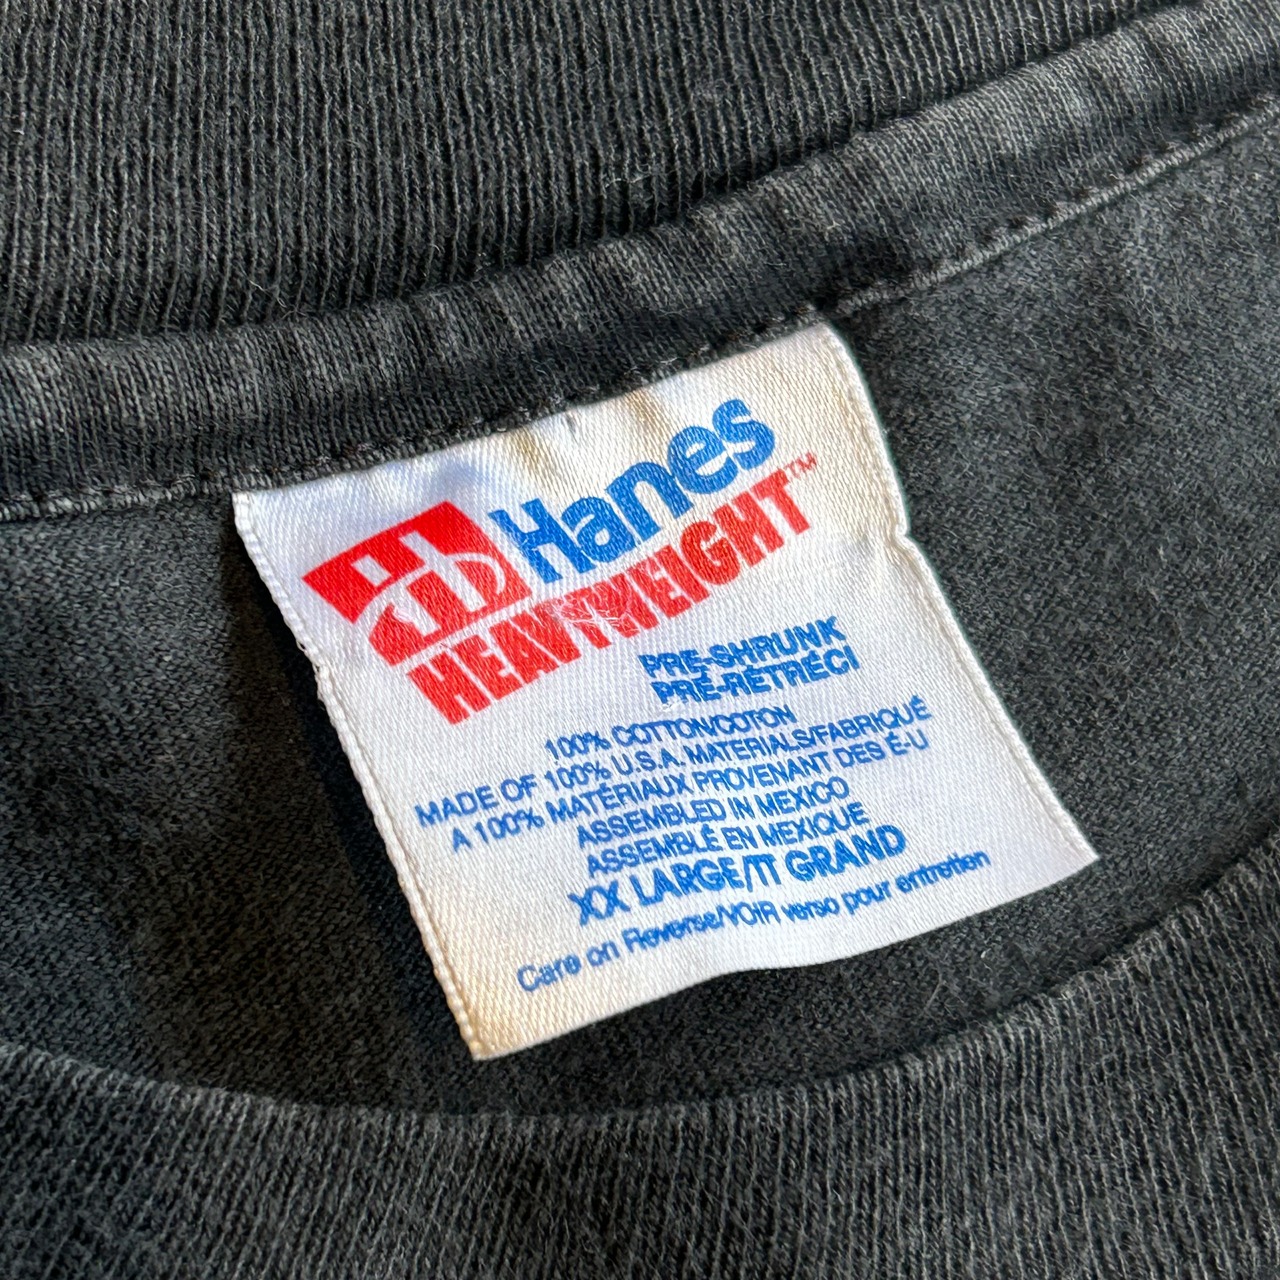 Hanes
HEAVYWEIGHT™
PRE-SHRUNK
PRÉ-RÉTRÉCI
100% COTTON/COTON
MADE OF 100% U.S.A. MATERIALS/FABRIQUÉ
A 100% MATÉRIAUX PROVENANT DES É-U
ASSEMBLED IN MEXICO
ASSEMBLÉ EN MEXIQUE
XX LARGE/TT GRAND
Care on Reverse/VOIR verso pour entretien